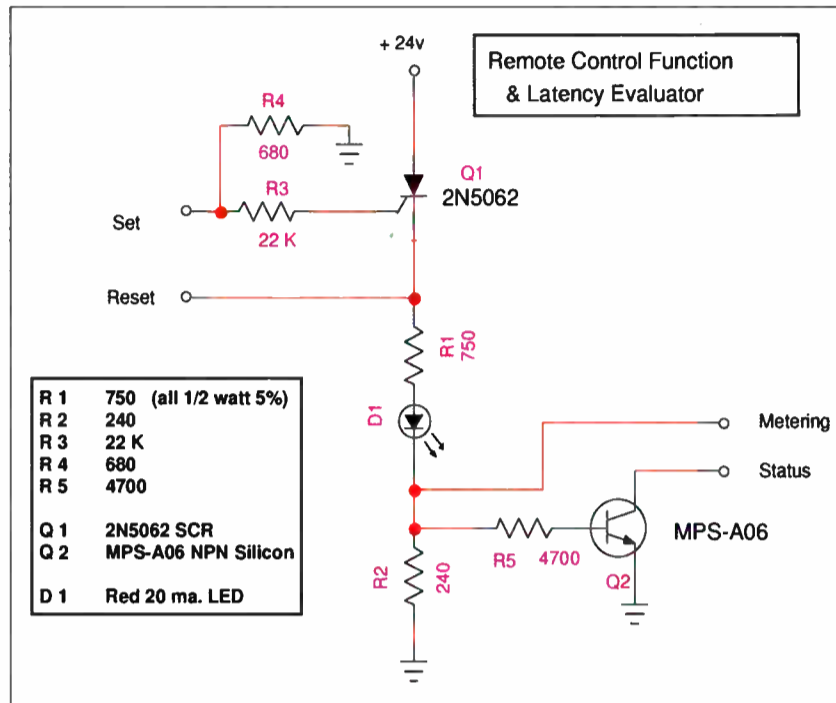 + 24v
Remote Control Function
& Latency Evaluator
R4
680
Q1
2N5062
R3
Set
22 K
Reset
R1
750
R 1 750 (all 1/2 watt 5%)
R 2 240
R 3 22 K
R 4 680
R 5 4700
Q 1 2N5062 SCR
Q 2 MPS-A06 NPN Silicon
D 1 Red 20 ma. LED
D1
Metering
Status
MPS-A06
R5 4700
Q2
R2
240